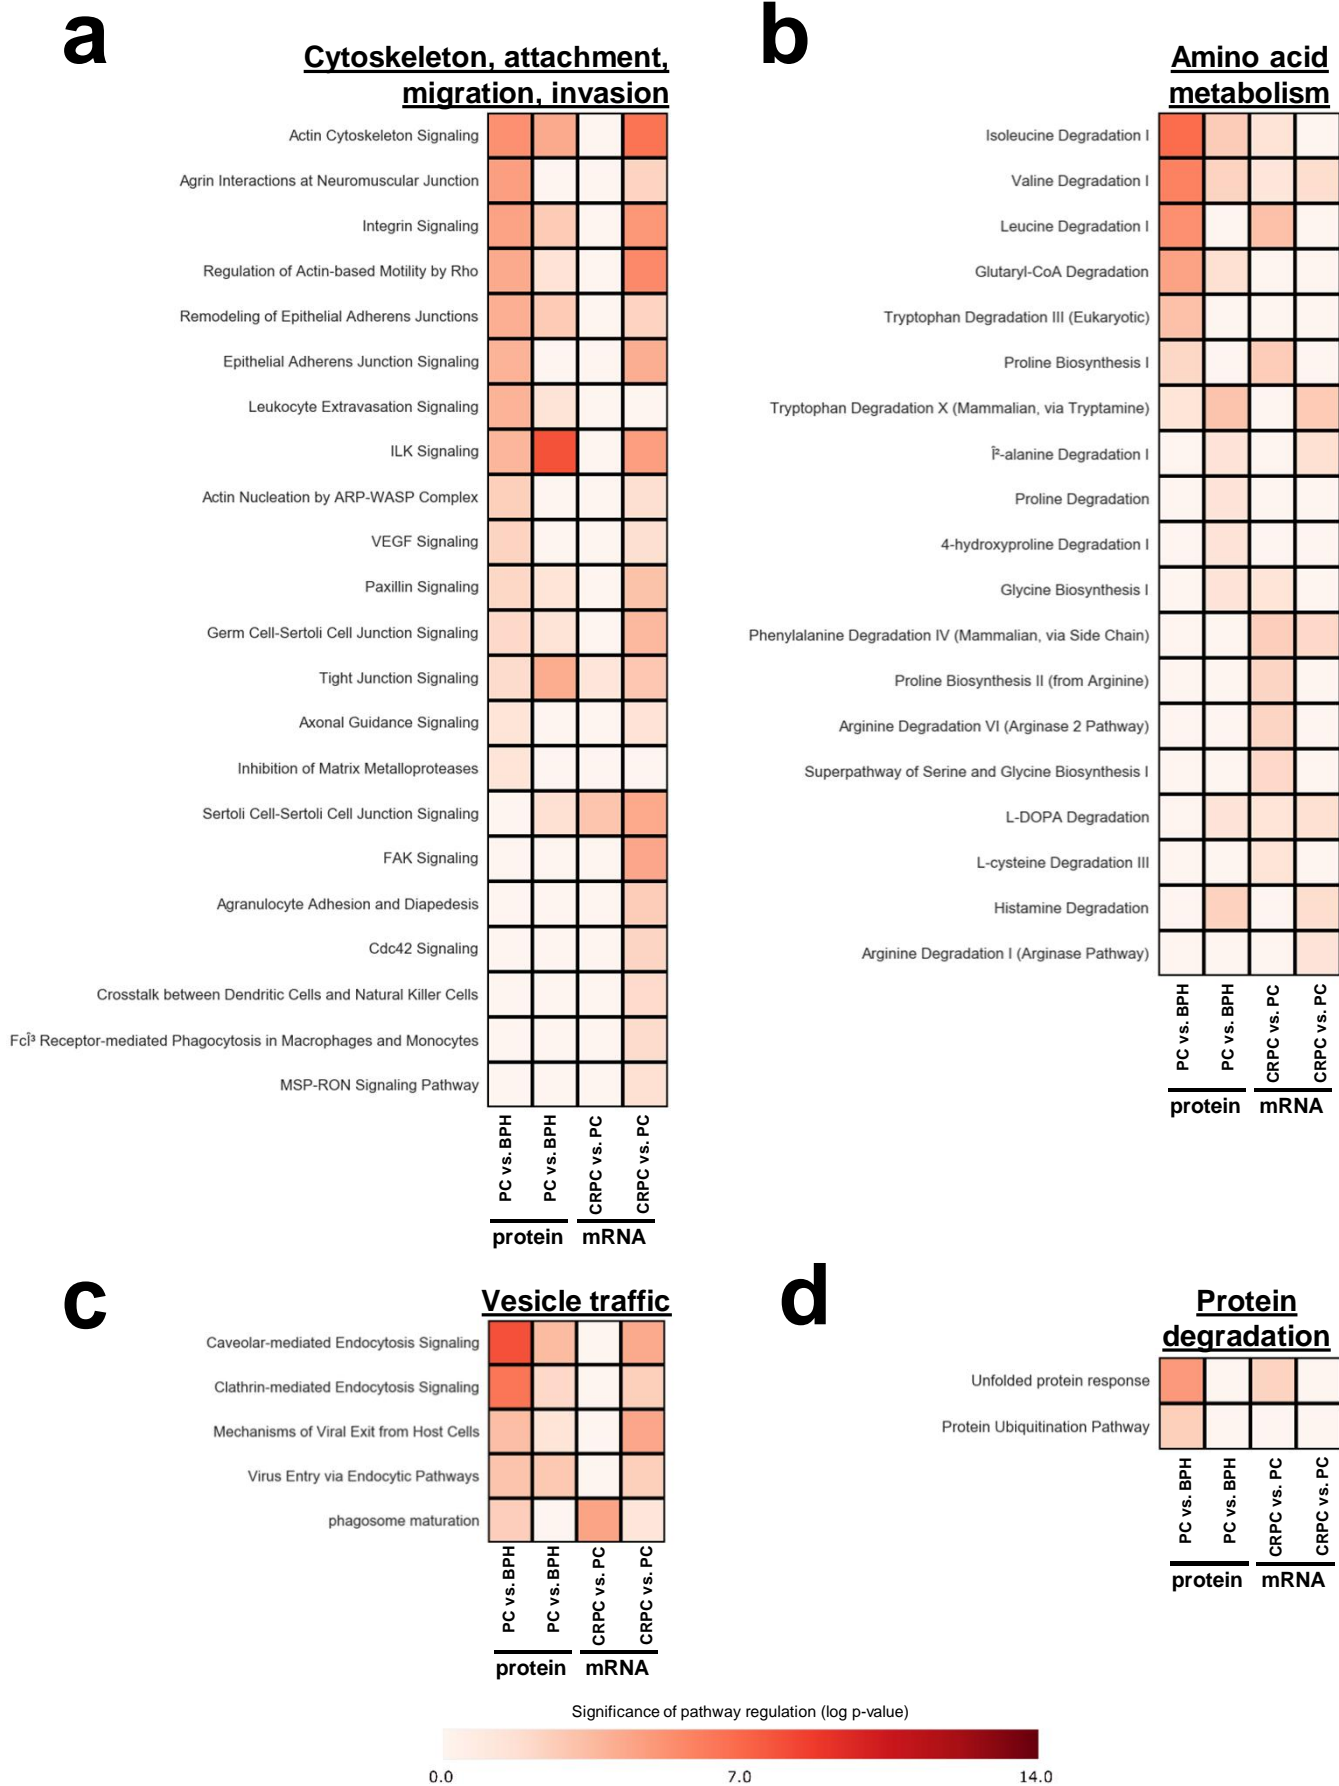 a
Cytoskeleton, attachment,
migration, invasion
Actin Cytoskeleton Signaling
Agrin Interactions at Neuromuscular Junction
Integrin Signaling
Regulation of Actin-based Motility by Rho
Remodeling of Epithelial Adherens Junctions
Epithelial Adherens Junction Signaling
Leukocyte Extravasation Signaling
ILK Signaling
Actin Nucleation by ARP-WASP Complex
VEGF Signaling
Paxillin Signaling
Germ Cell-Sertoli Cell Junction Signaling
Tight Junction Signaling
Axonal Guidance Signaling
Inhibition of Matrix Metalloproteases
Sertoli Cell-Sertoli Cell Junction Signaling
FAK Signaling
Agranulocyte Adhesion and Diapedesis
Cdc42 Signaling
Crosstalk between Dendritic Cells and Natural Killer Cells
FcÎ³ Receptor-mediated Phagocytosis in Macrophages and Monocytes
MSP-RON Signaling Pathway
PC vs. BPH
PC vs. BPH
CRPC vs. PC
CRPC vs. PC
protein
mRNA
b
Amino acid
metabolism
Isoleucine Degradation I
Valine Degradation I
Leucine Degradation I
Glutaryl-CoA Degradation
Tryptophan Degradation III (Eukaryotic)
Proline Biosynthesis I
Tryptophan Degradation X (Mammalian, via Tryptamine)
Î²-alanine Degradation I
Proline Degradation
4-hydroxyproline Degradation I
Glycine Biosynthesis I
Phenylalanine Degradation IV (Mammalian, via Side Chain)
Proline Biosynthesis II (from Arginine)
Arginine Degradation VI (Arginase 2 Pathway)
Superpathway of Serine and Glycine Biosynthesis I
L-DOPA Degradation
L-cysteine Degradation III
Histamine Degradation
Arginine Degradation I (Arginase Pathway)
PC vs. BPH
PC vs. BPH
CRPC vs. PC
CRPC vs. PC
protein
mRNA
c
Vesicle traffic
Caveolar-mediated Endocytosis Signaling
Clathrin-mediated Endocytosis Signaling
Mechanisms of Viral Exit from Host Cells
Virus Entry via Endocytic Pathways
phagosome maturation
PC vs. BPH
PC vs. BPH
CRPC vs. PC
CRPC vs. PC
protein
mRNA
d
Protein
degradation
Unfolded protein response
Protein Ubiquitination Pathway
PC vs. BPH
PC vs. BPH
CRPC vs. PC
CRPC vs. PC
protein
mRNA
Significance of pathway regulation (log p-value)
0.0
7.0
14.0